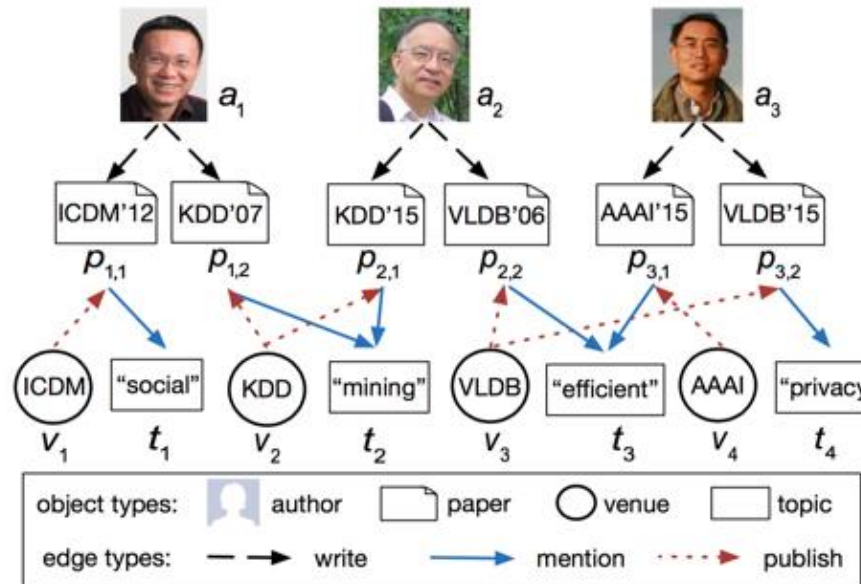 a1 a2 a3
ICDM'12 KDD'07 KDD'15 VLDB'06 AAAI'15 VLDB'15
p1,1 p1,2 p2,1 p2,2 p3,1 p3,2
ICDM "social" KDD "mining" VLDB "efficient" AAAI "privacy
v1 t1 v2 t2 v3 t3 v4 t4
object types: author paper venue topic
edge types: write mention publish